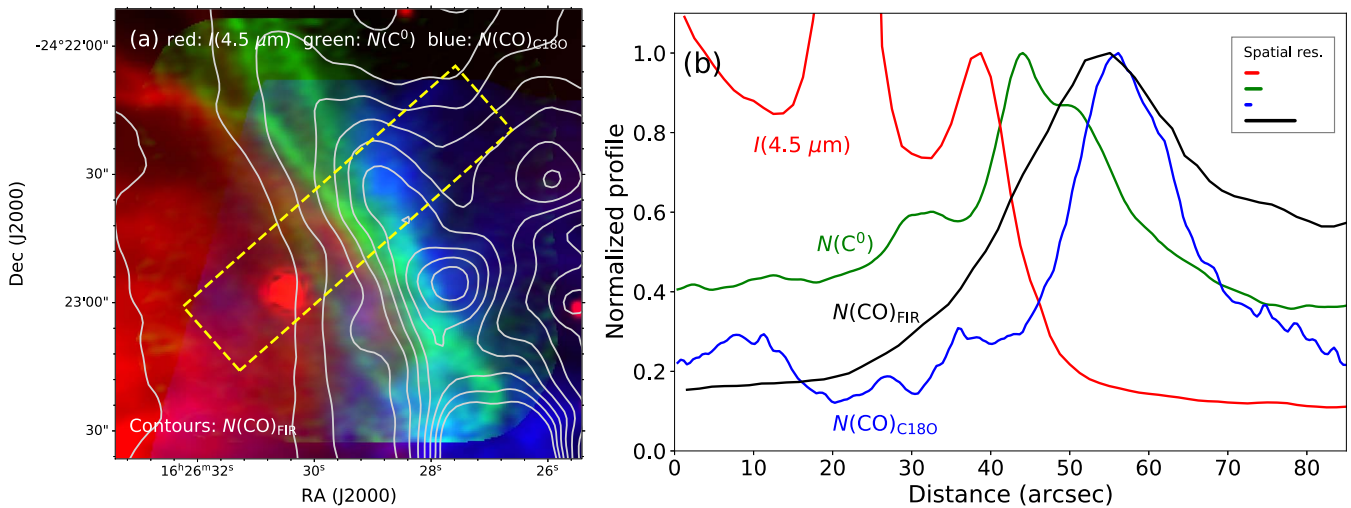 (a) red: I(4.5 μm) green: N(C⁰) blue: N(CO)C18O
Contours: N(CO)FIR
-24°22'00"
30"
23'00"
30"
Dec (J2000)
16ʰ26ᵐ32ˢ 30ˢ 28ˢ 26ˢ
RA (J2000)
(b)
Spatial res.
I(4.5 μm)
N(C⁰)
N(CO)FIR
N(CO)C18O
1.0
0.8
0.6
0.4
0.2
0.0
Normalized profile
0 10 20 30 40 50 60 70 80
Distance (arcsec)